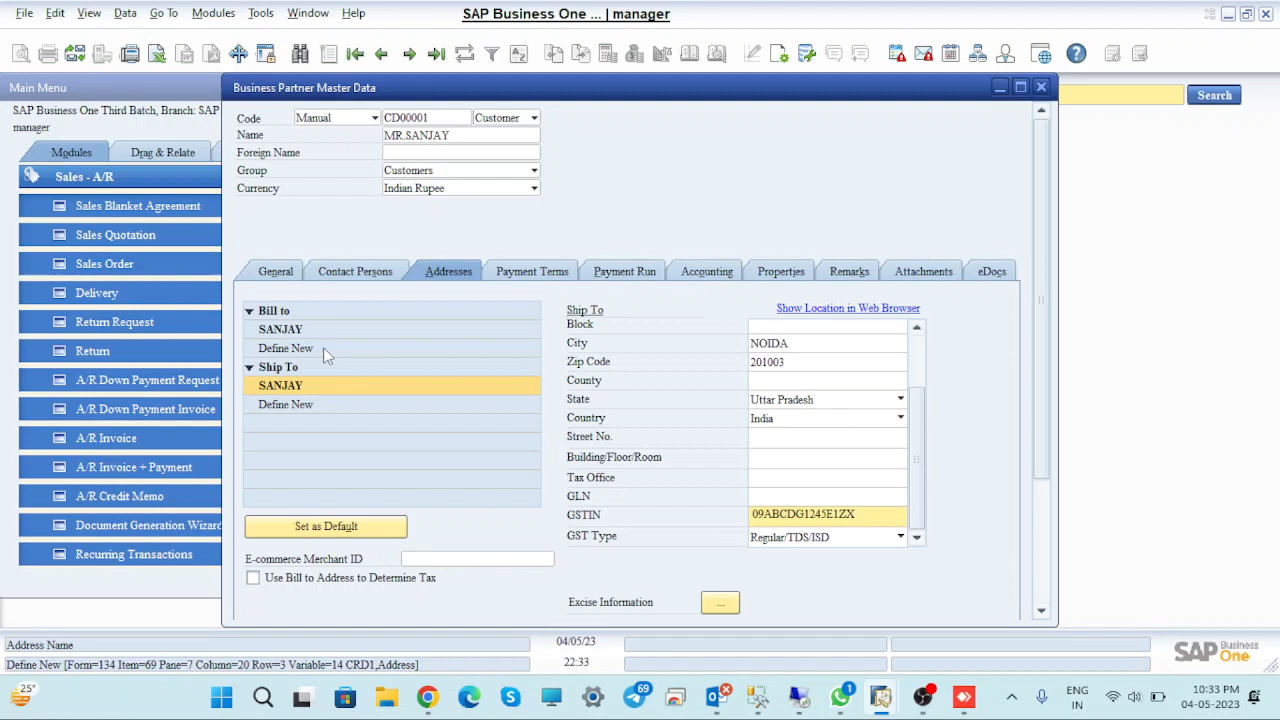 File Edit View Data Go To Modules Tools Window Help
SAP Business One ... | manager
Main Menu
SAP Business One Third Batch, Branch: SAP
manager
Modules
Drag & Relate
Sales - A/R
Sales Blanket Agreement
Sales Quotation
Sales Order
Delivery
Return Request
Return
A/R Down Payment Request
A/R Down Payment Invoice
A/R Invoice
A/R Invoice + Payment
A/R Credit Memo
Document Generation Wizard
Recurring Transactions
Search
Business Partner Master Data
Code Manual CD00001 Customer
Name MR.SANJAY
Foreign Name
Group Customers
Currency Indian Rupee
General Contact Persons Addresses Payment Terms Payment Run Accounting Properties Remarks Attachments eDocs
Bill to
SANJAY
Define New
Ship To
SANJAY
Define New
Set as Default
E-commerce Merchant ID
Use Bill to Address to Determine Tax
Ship To Show Location in Web Browser
Block
City NOIDA
Zip Code 201003
County
State Uttar Pradesh
Country India
Street No.
Building/Floor/Room
Tax Office
GLN
GSTIN 09ABCDG1245E1ZX
GST Type Regular/TDS/ISD
Excise Information ...
Address Name 04/05/23
Define New [Form=134 Item=69 Pane=7 Column=20 Row=3 Variable=14 CRD1,Address] 22:33
SAP Business One
25° 69 1 ENG IN 10:33 PM 04-05-2023